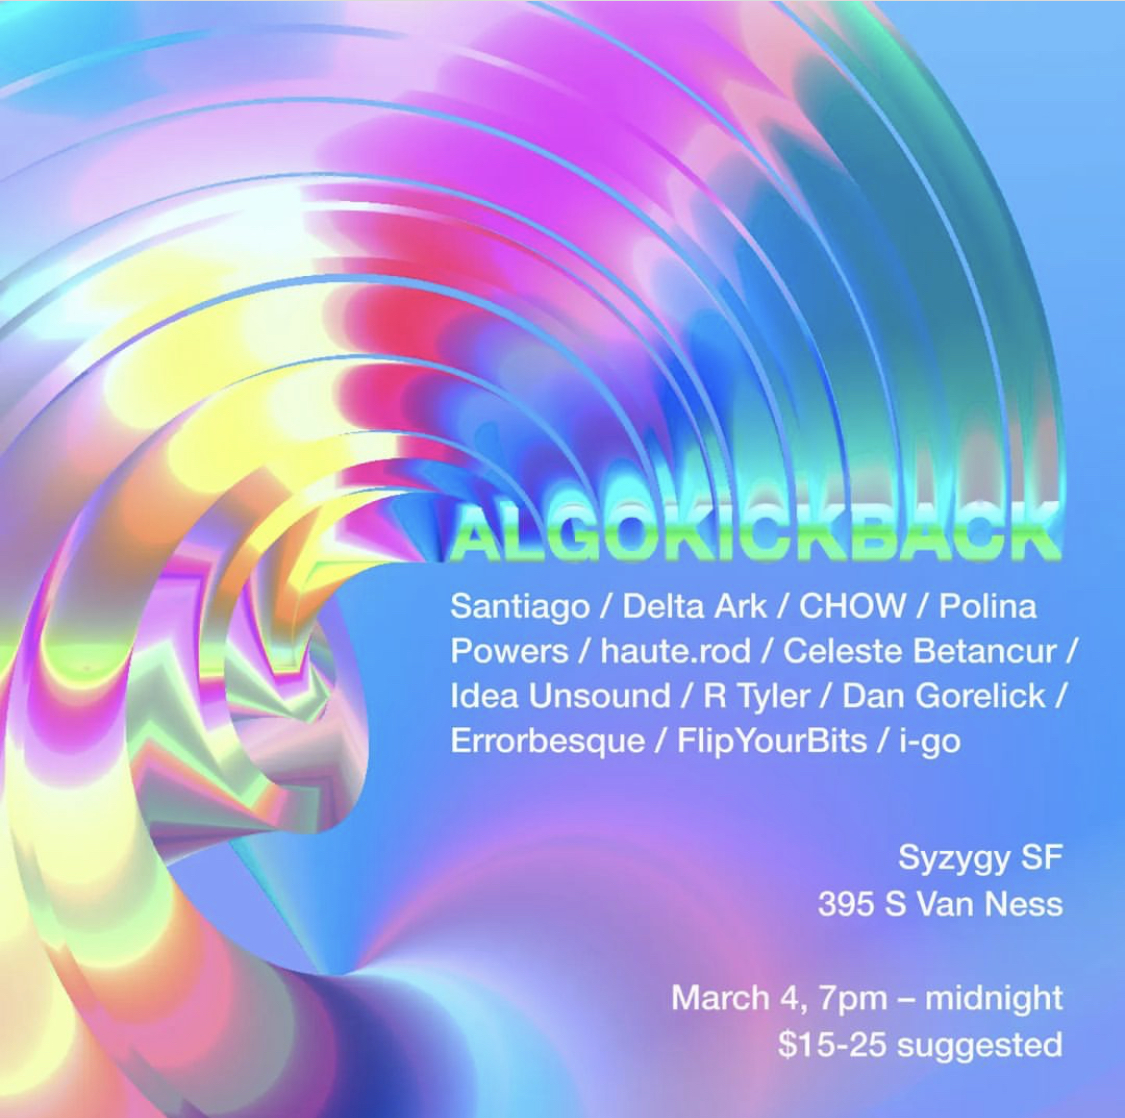 ALGOKICKBACK
Santiago / Delta Ark / CHOW / Polina
Powers / haute.rod / Celeste Betancur /
Idea Unsound / R Tyler / Dan Gorelick /
Errorbesque / FlipYourBits / i-go
Syzygy SF
395 S Van Ness
March 4, 7pm – midnight
$15-25 suggested